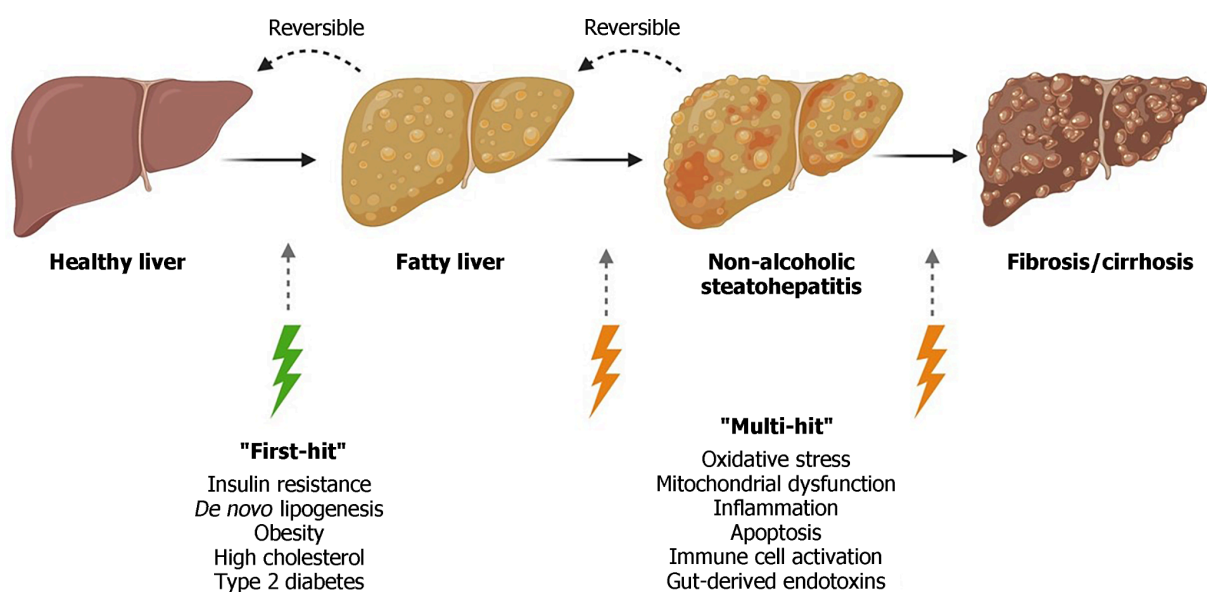 Reversible
Reversible
Healthy liver
Fatty liver
Non-alcoholic
steatohepatitis
Fibrosis/cirrhosis
"First-hit"
Insulin resistance
De novo lipogenesis
Obesity
High cholesterol
Type 2 diabetes
"Multi-hit"
Oxidative stress
Mitochondrial dysfunction
Inflammation
Apoptosis
Immune cell activation
Gut-derived endotoxins